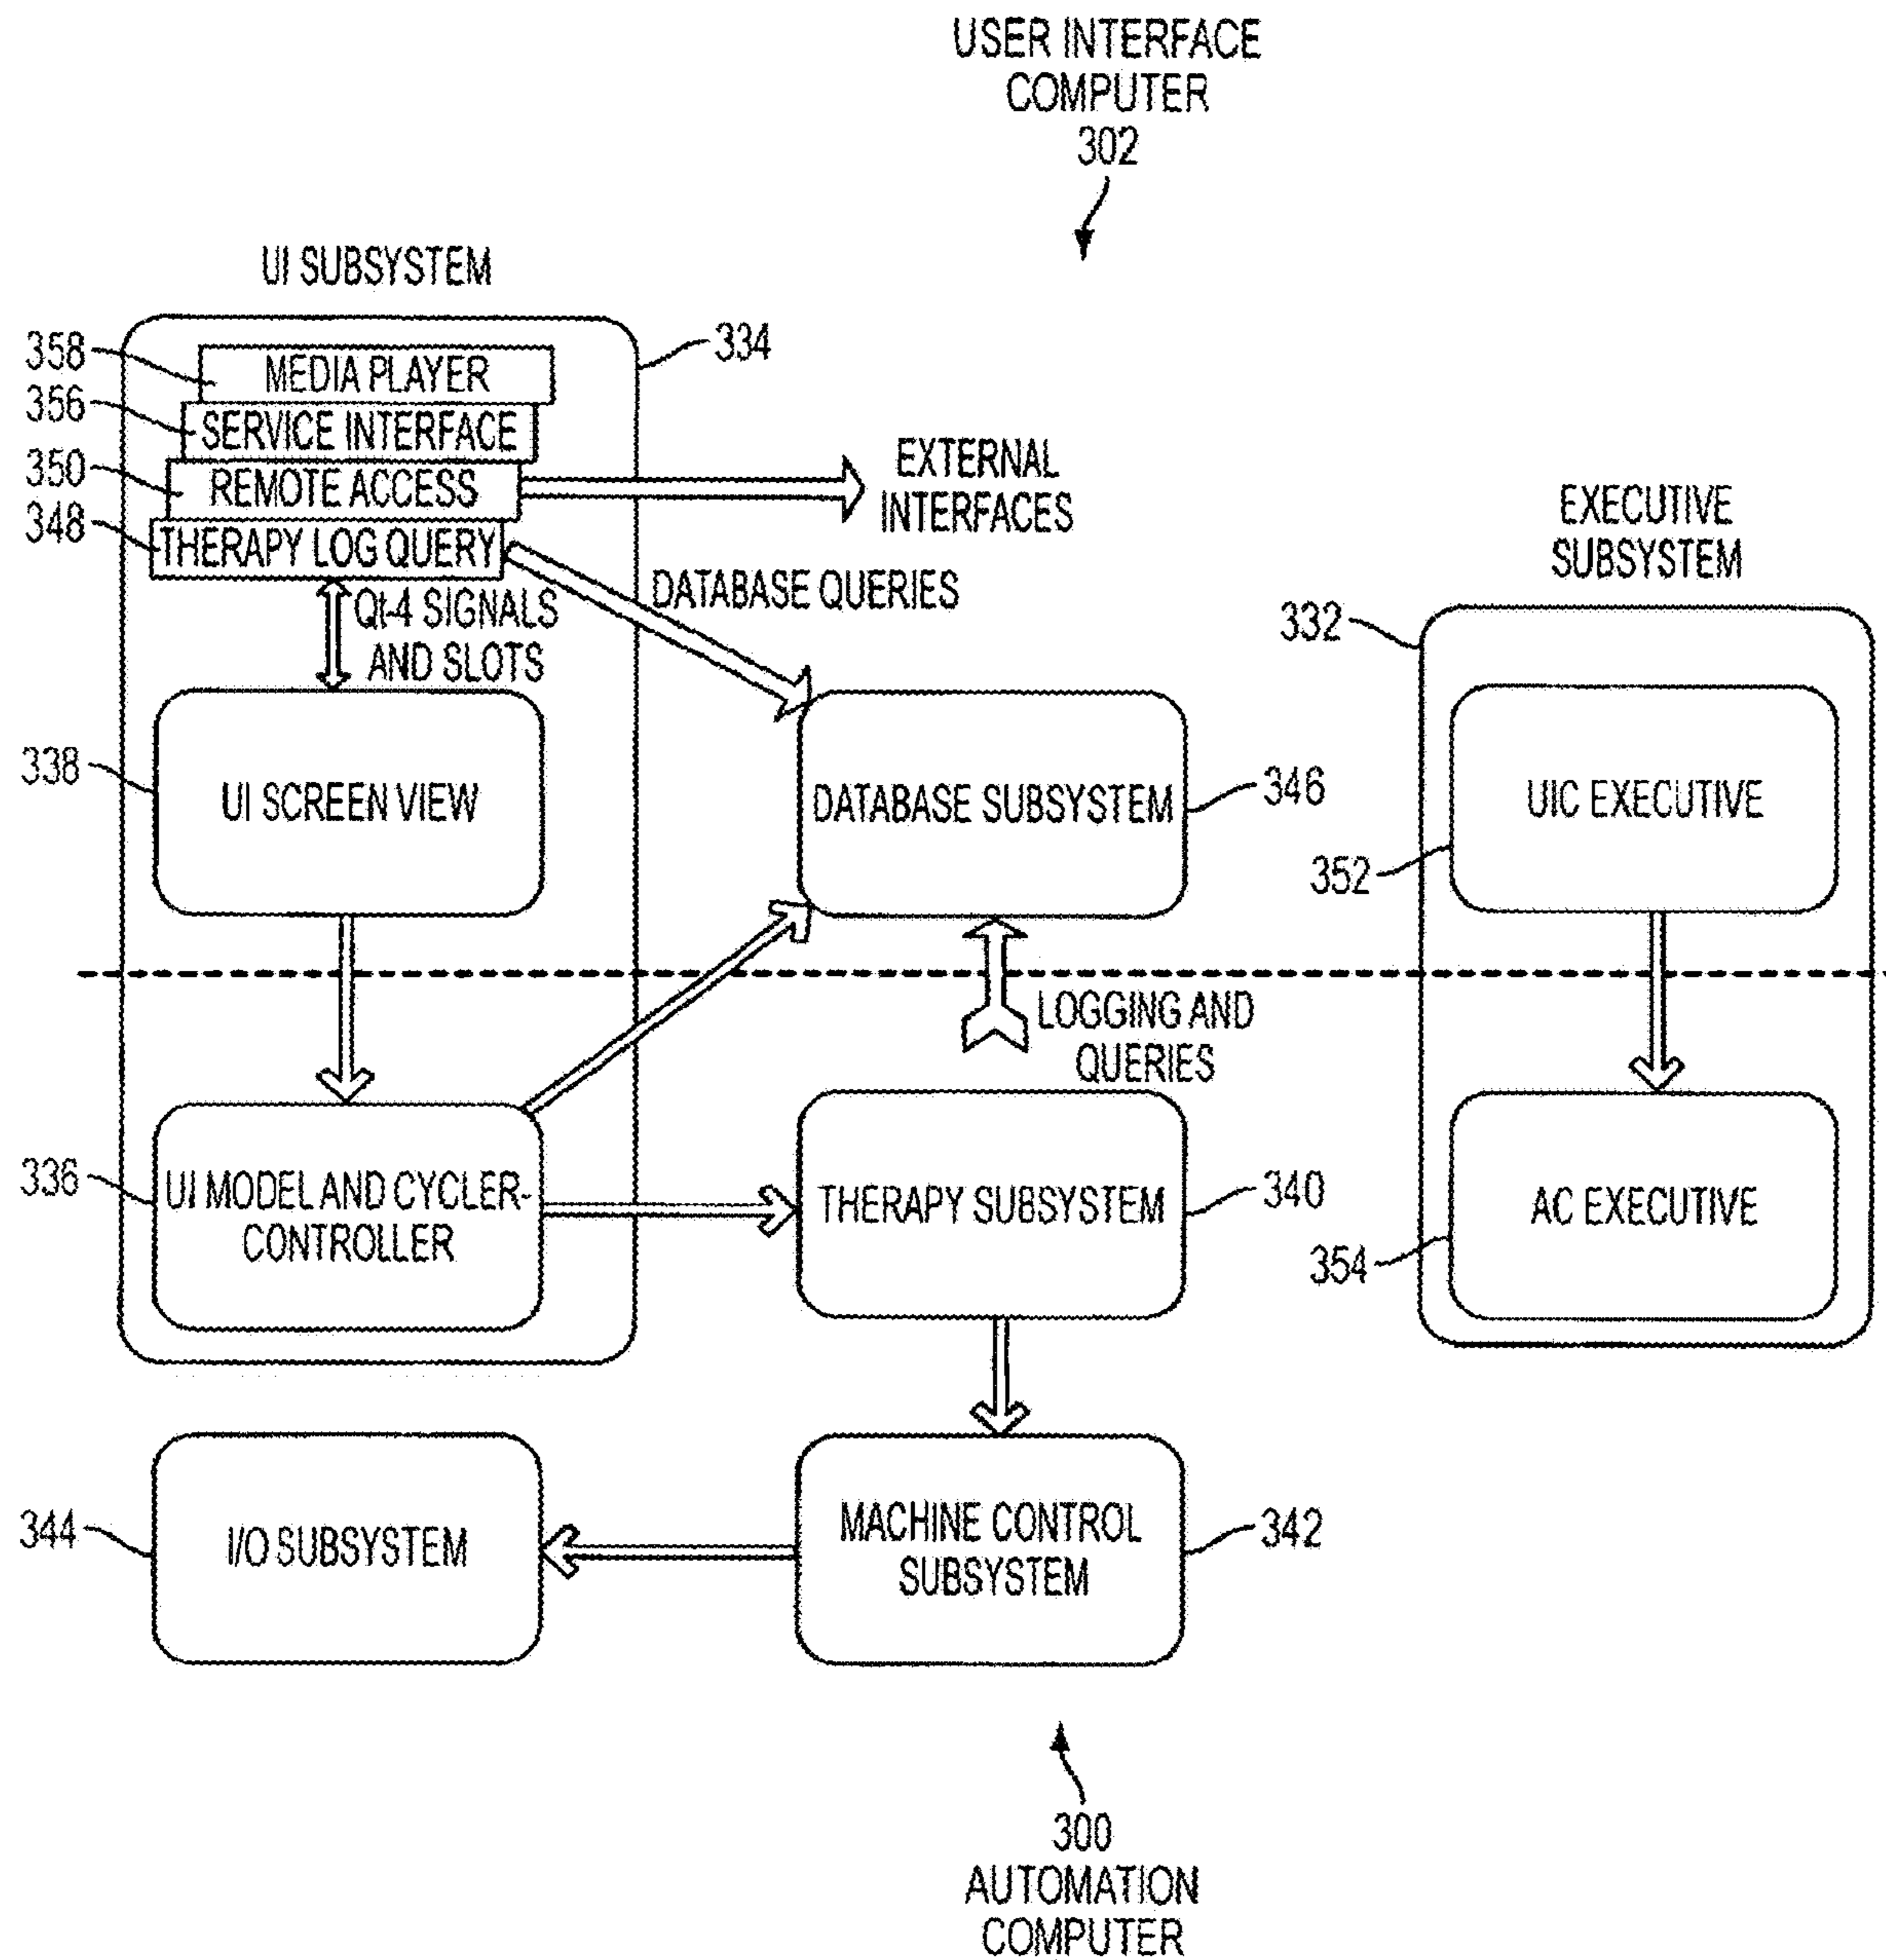 USER INTERFACE
COMPUTER
302
UI SUBSYSTEM
334
358
MEDIA PLAYER
356
SERVICE INTERFACE
350
REMOTE ACCESS
348
THERAPY LOG QUERY
EXTERNAL
INTERFACES
DATABASE QUERIES
Qt-4 SIGNALS
AND SLOTS
EXECUTIVE
SUBSYSTEM
332
338
UI SCREEN VIEW
DATABASE SUBSYSTEM
346
UIC EXECUTIVE
352
LOGGING AND
QUERIES
336
UI MODEL AND CYCLER-
CONTROLLER
THERAPY SUBSYSTEM
340
AC EXECUTIVE
354
344
I/O SUBSYSTEM
MACHINE CONTROL
SUBSYSTEM
342
300
AUTOMATION
COMPUTER